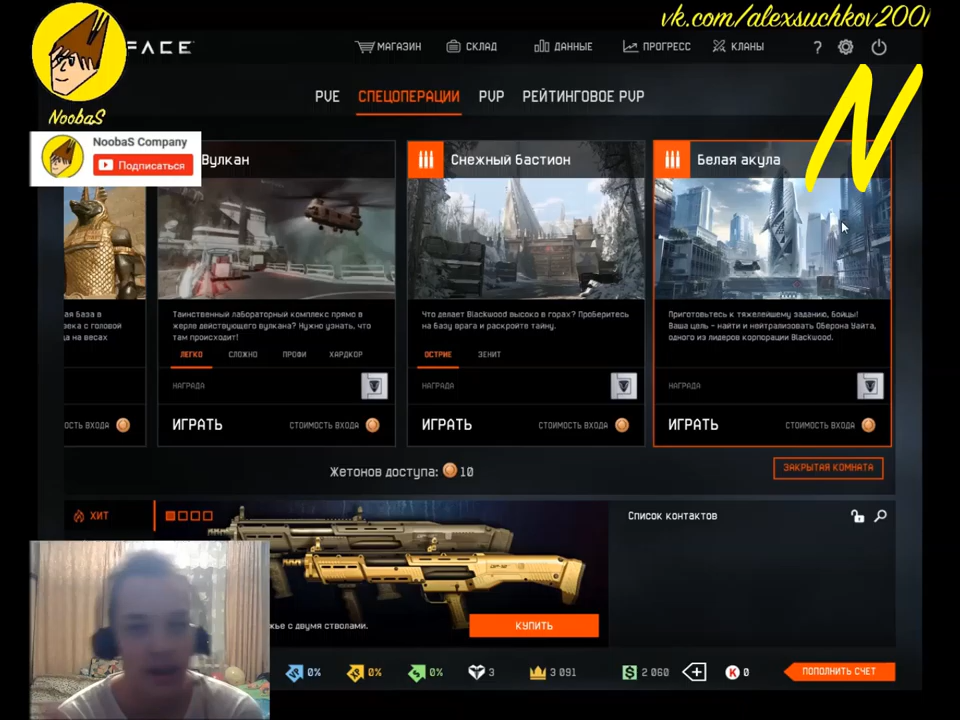 vk.com/alexsuchkov200
FACE
МАГАЗИН
СКЛАД
ДАННЫЕ
ПРОГРЕСС
КЛАНЫ
?
N
NoobaS
NoobaS Company
Подписаться
PVE
СПЕЦОПЕРАЦИИ
PVP
РЕЙТИНГОВОЕ PVP
Вулкан
Снежный Бастион
Белая акула
ая база в
века с головой
да на весах
Таинственный лабораторный комплекс прямо в
жерле действующего вулкана? Нужно узнать, что
там происходит!
ЛЕГКО
СЛОЖНО
ПРОФИ
ХАРДКОР
Что делает Blackwood высоко в горах? Проберитесь
на базу врага и раскройте тайну.
ОСТРИЕ
ЗЕНИТ
Приготовьтесь к тяжелейшему заданию, бойцы!
Ваша цель – найти и нейтрализовать Оберона Уайта,
одного из лидеров корпорации Blackwood.
НАГРАДА
НАГРАДА
НАГРАДА
ОСТЬ ВХОДА
ИГРАТЬ
СТОИМОСТЬ ВХОДА
ИГРАТЬ
СТОИМОСТЬ ВХОДА
ИГРАТЬ
СТОИМОСТЬ ВХОДА
Жетонов доступа: 10
ЗАКРЫТАЯ КОМНАТА
ХИТ
Список контактов
жье с двумя стволами.
КУПИТЬ
0%
0%
0%
3
3 091
2 060
K 0
ПОПОЛНИТЬ СЧЕТ